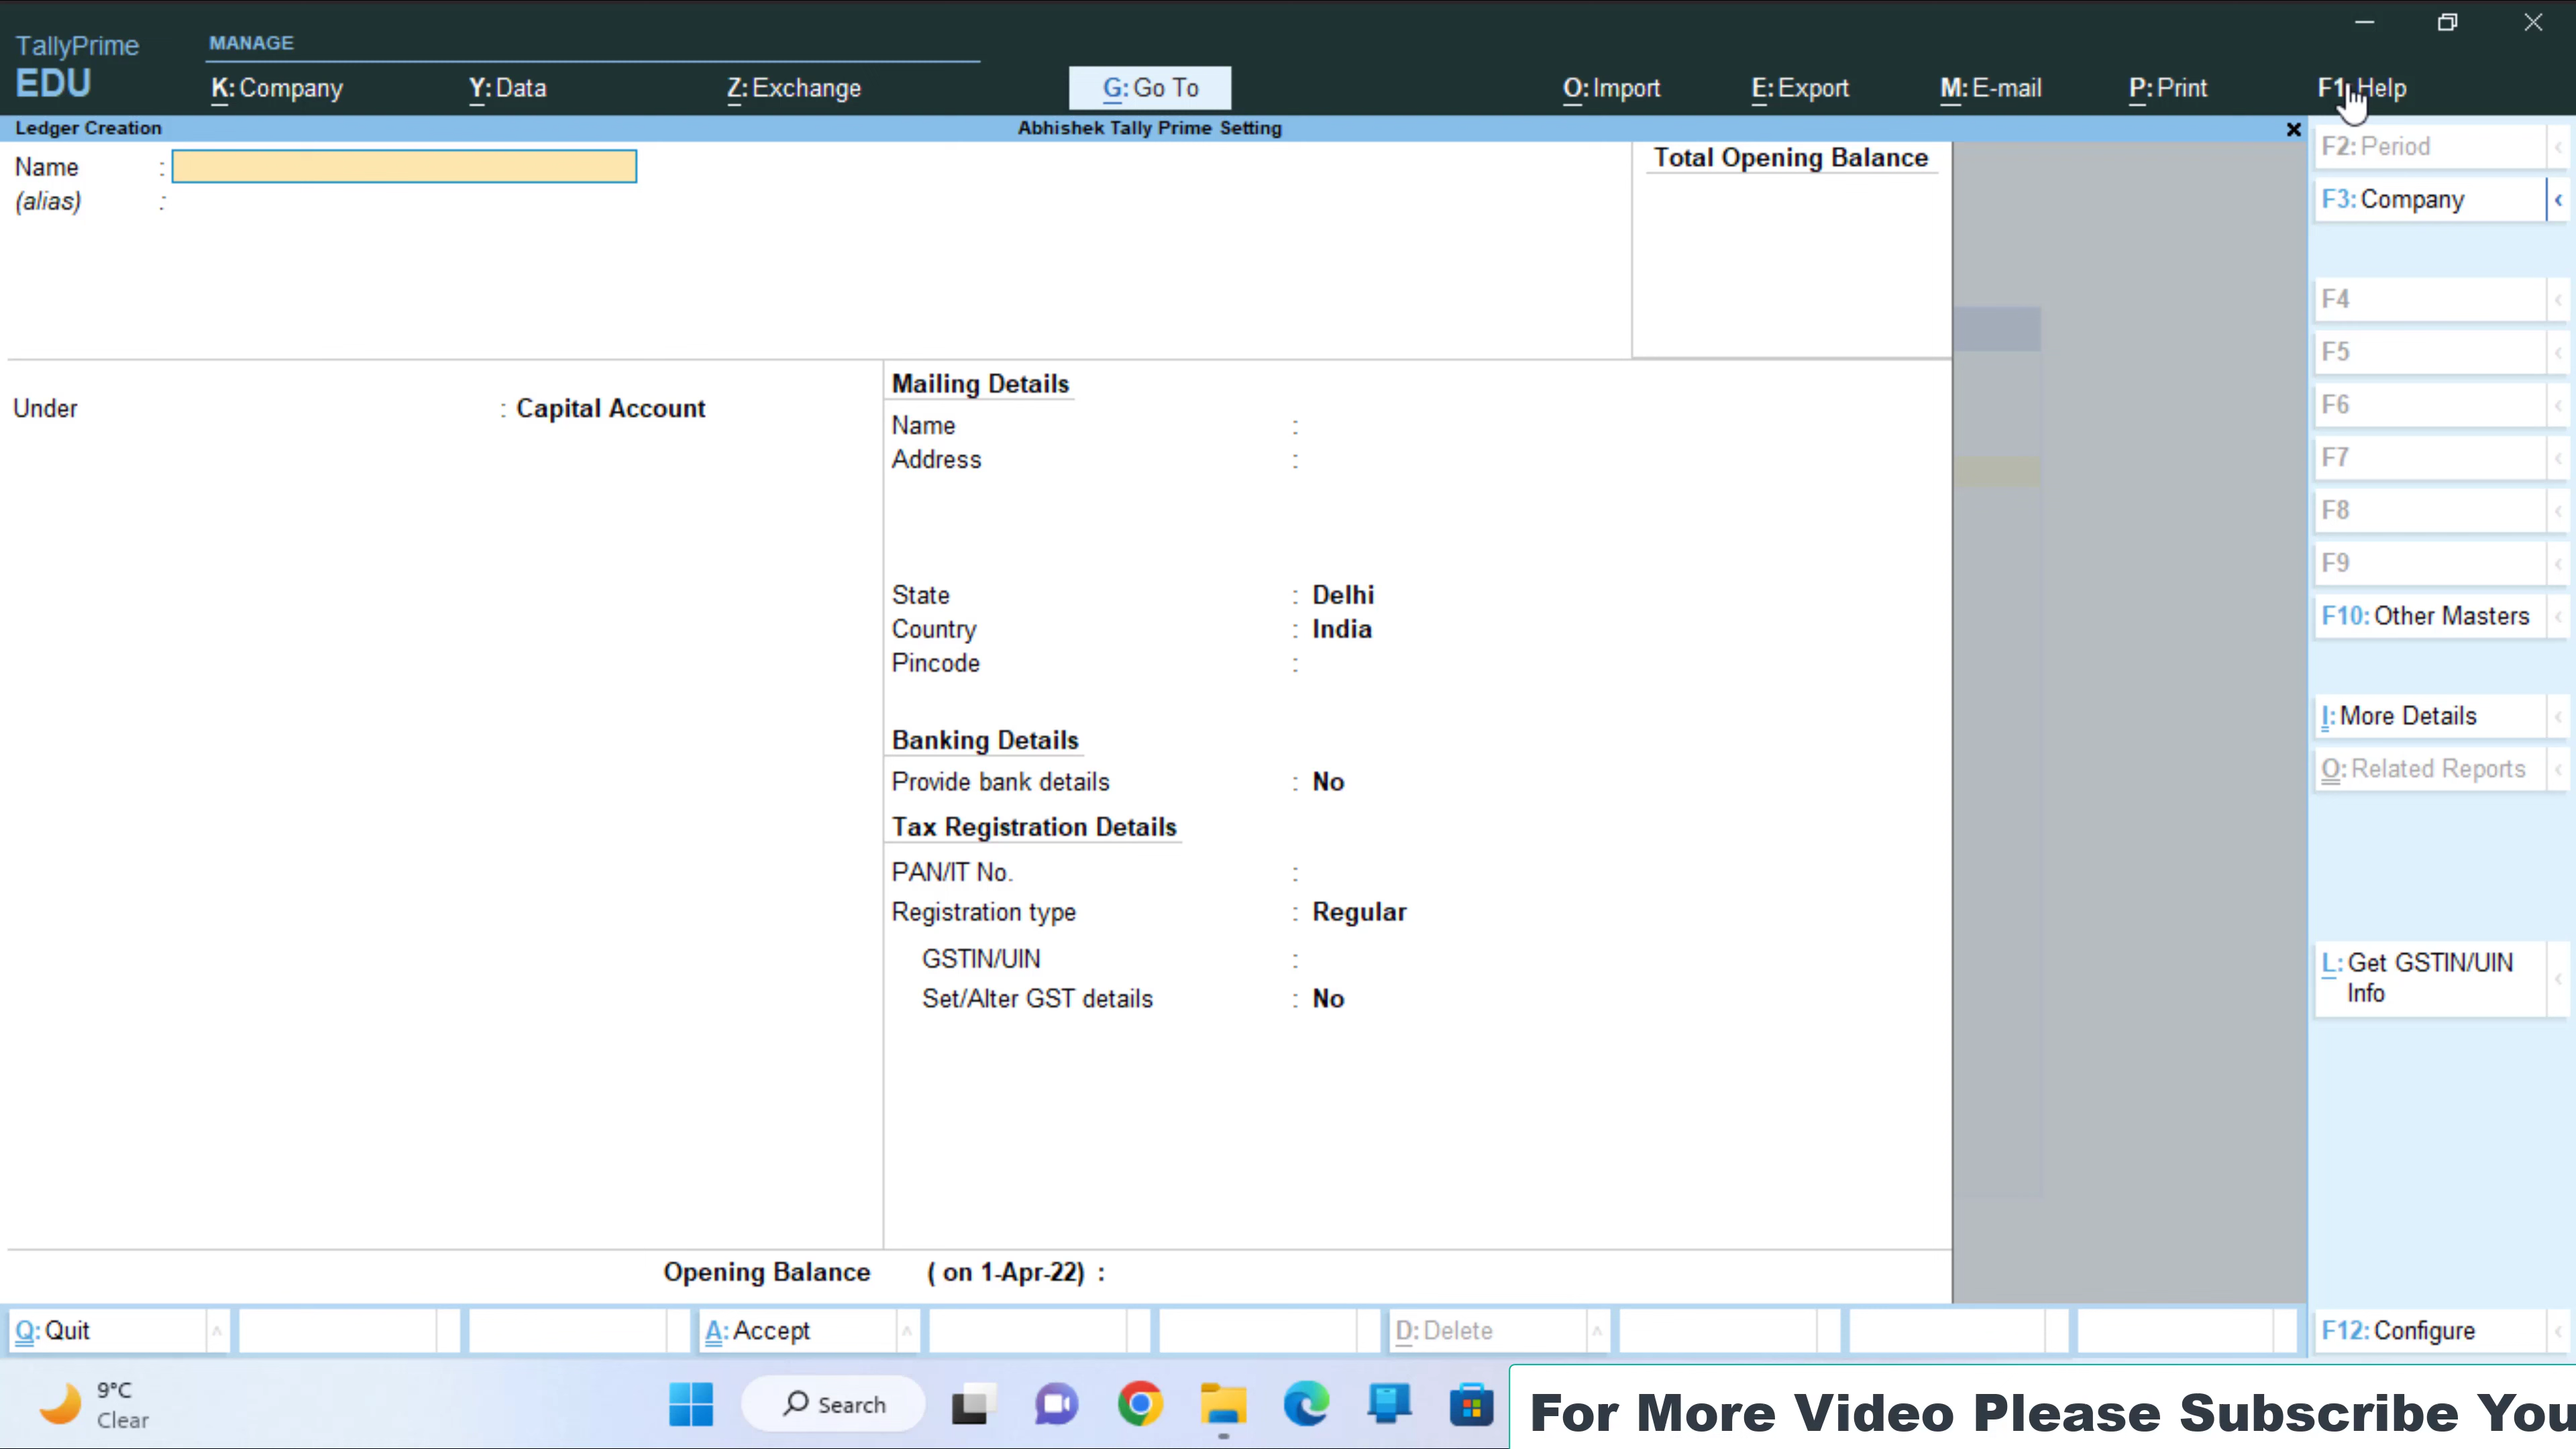 TallyPrime
EDU
MANAGE
K: Company
Y: Data
Z: Exchange
G: Go To
O: Import
E: Export
M: E-mail
P: Print
F1: Help
Ledger Creation
Abhishek Tally Prime Setting
Name :
(alias) :
Total Opening Balance
Under : Capital Account
Mailing Details
Name :
Address :
State : Delhi
Country : India
Pincode :
Banking Details
Provide bank details : No
Tax Registration Details
PAN/IT No. :
Registration type : Regular
GSTIN/UIN :
Set/Alter GST details : No
Opening Balance ( on 1-Apr-22) :
F2: Period
F3: Company
F4
F5
F6
F7
F8
F9
F10: Other Masters
I: More Details
O: Related Reports
L: Get GSTIN/UIN
Info
F12: Configure
Q: Quit
A: Accept
D: Delete
9°C
Clear
Search
For More Video Please Subscribe You